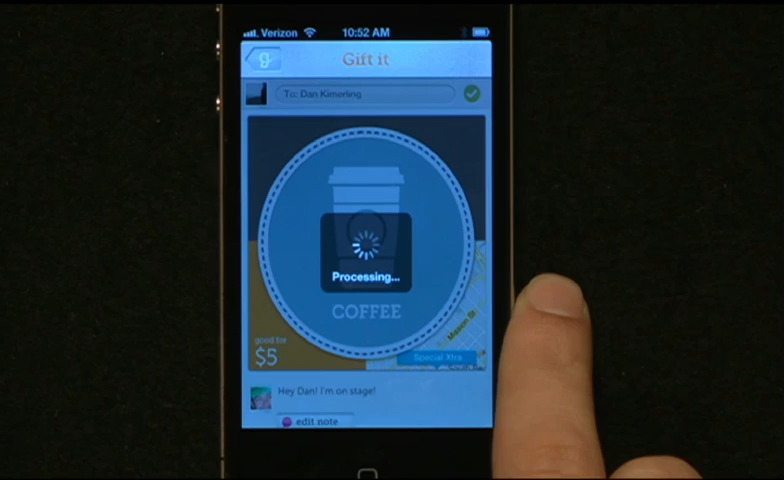 Verizon 10:52 AM
g Gift it
To: Dan Kimerling
Processing...
COFFEE
good for
$5
Mission St
Special Xtra
Hey Dan! I'm on stage!
edit note